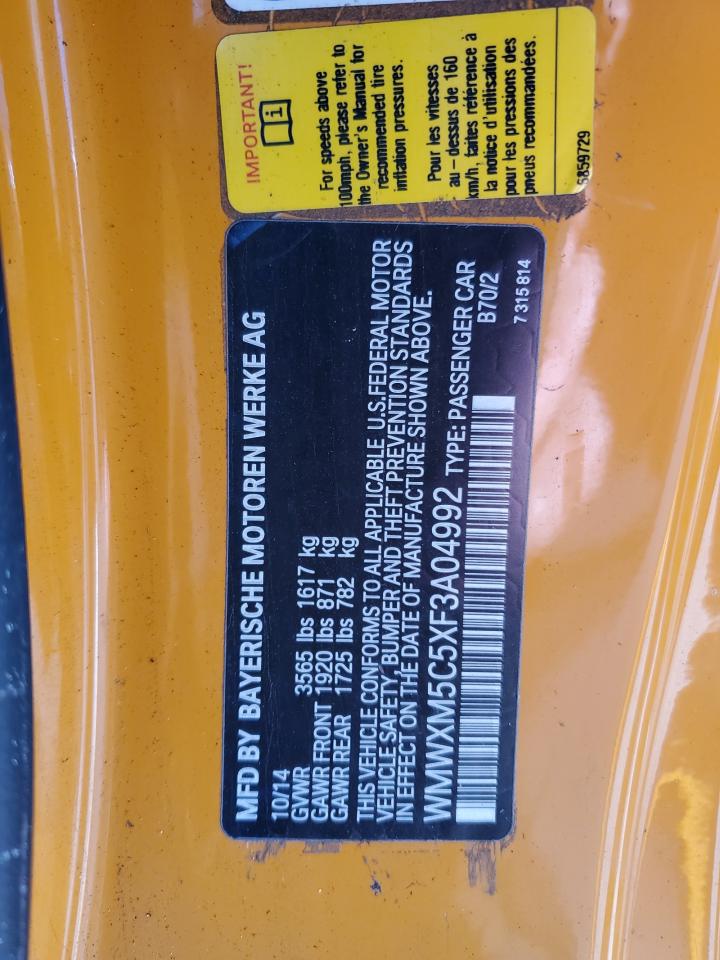 IMPORTANT!
i
For speeds above
100mph, please refer to
the Owner's Manual for
recommended tire
inflation pressures.
Pour les vitesses
au-dessus de 160
km/h, faites référence à
la notice d'utilisation
pour les pressions des
pneus recommandées.
6859729
MFD BY BAYERISCHE MOTOREN WERKE AG
10/14
GVWR 3565 lbs 1617 kg
GAWR FRONT 1920 lbs 871 kg
GAWR REAR 1725 lbs 782 kg
THIS VEHICLE CONFORMS TO ALL APPLICABLE U.S.FEDERAL MOTOR
VEHICLE SAFETY, BUMPER AND THEFT PREVENTION STANDARDS
IN EFFECT ON THE DATE OF MANUFACTURE SHOWN ABOVE.
WMWXM5C5XF3A04992 TYPE: PASSENGER CAR
B70/2
7315814